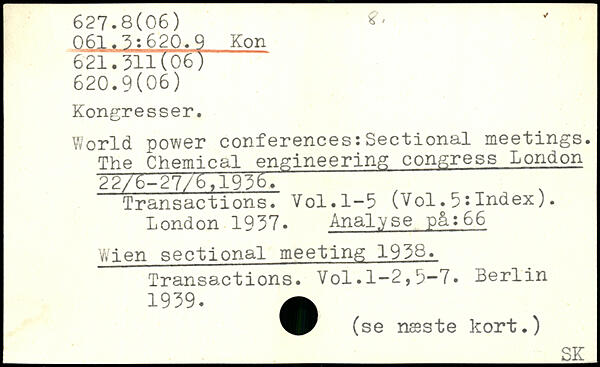 627.8(06) 8.
061.3:620.9 Kon
621.311(06)
620.9(06)
Kongresser.
World power conferences:Sectional meetings.
The Chemical engineering congress London
22/6-27/6,1936.
Transactions. Vol.1-5 (Vol.5:Index).
London 1937. Analyse på:66
Wien sectional meeting 1938.
Transactions. Vol.1-2,5-7. Berlin
1939.
(se næste kort.)
SK